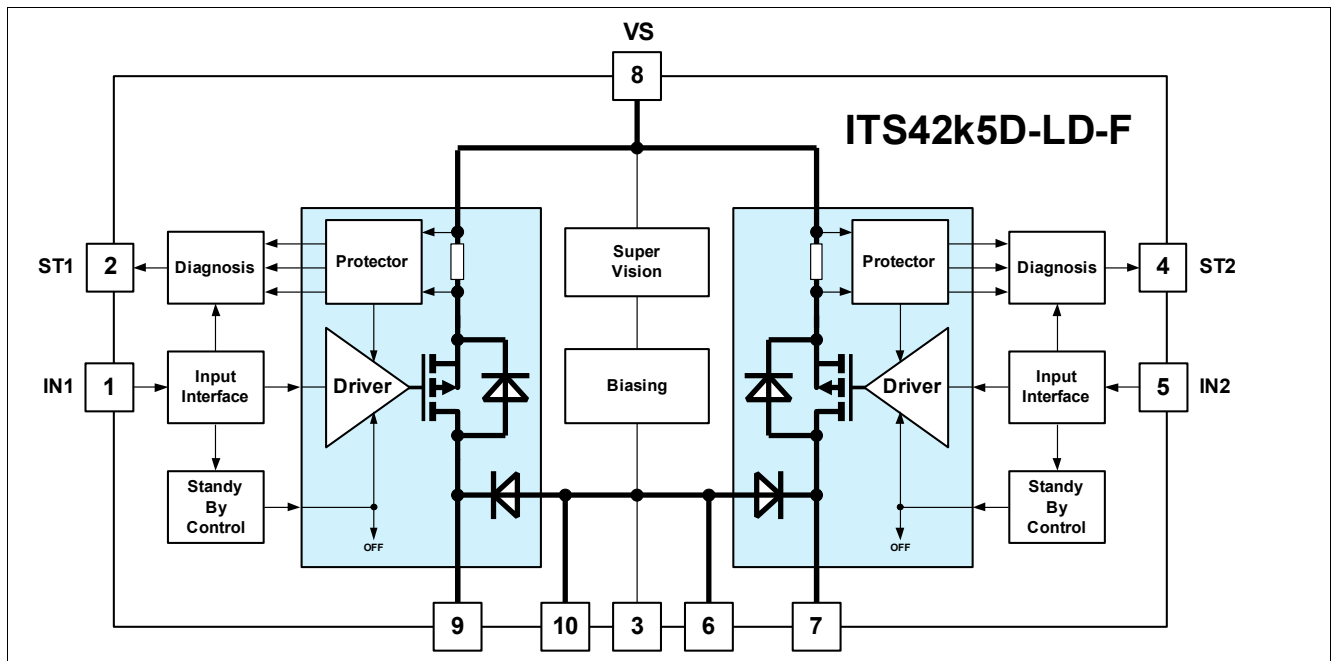 VS
8
ITS42k5D-LD-F
ST1
2
Diagnosis
Protector
Super
Vision
Protector
Diagnosis
4
ST2
IN1
1
Input
Interface
Driver
Biasing
Driver
Input
Interface
5
IN2
Standy
By
Control
OFF
OFF
Standy
By
Control
9
10
3
6
7